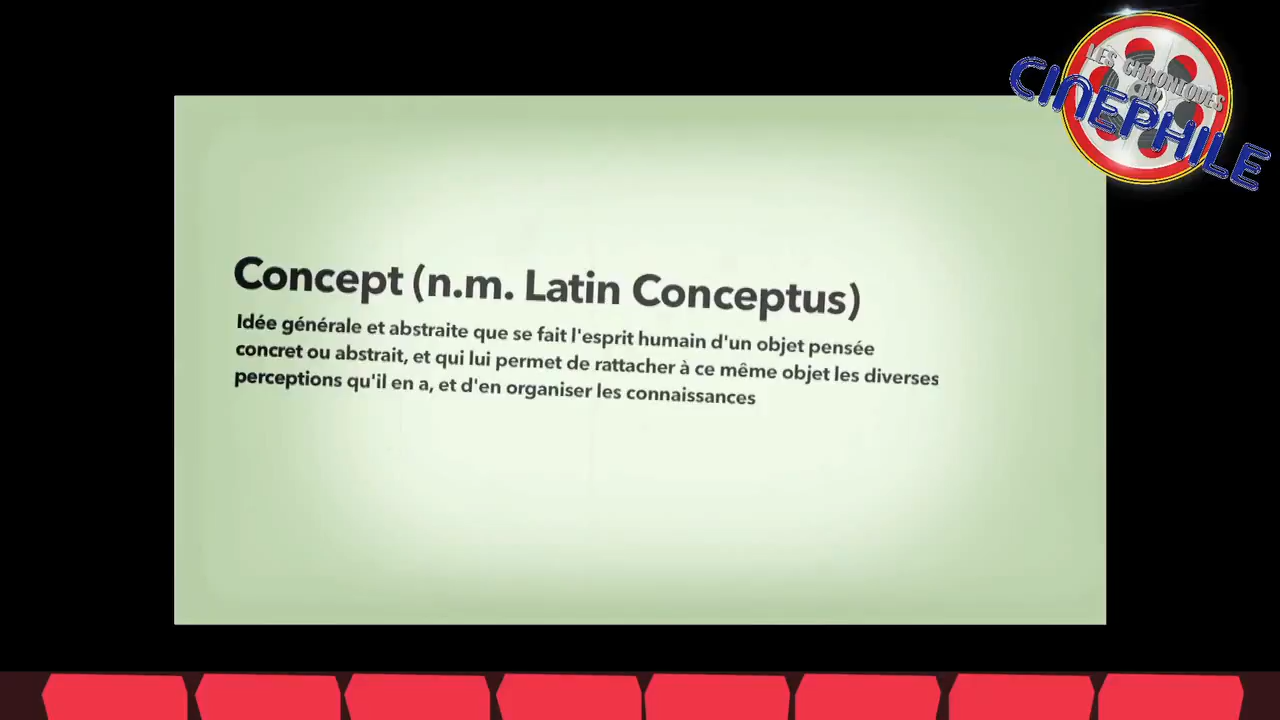 LES CHRONIQUES
DU
CINEPHILE
Concept (n.m. Latin Conceptus)
Idée générale et abstraite que se fait l'esprit humain d'un objet pensée
concret ou abstrait, et qui lui permet de rattacher à ce même objet les diverses
perceptions qu'il en a, et d'en organiser les connaissances